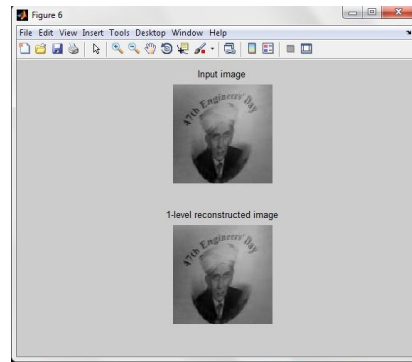 Figure 6
File Edit View Insert Tools Desktop Window Help
Input image
47th Engineers' Day
1-level reconstructed image
47th Engineers' Day